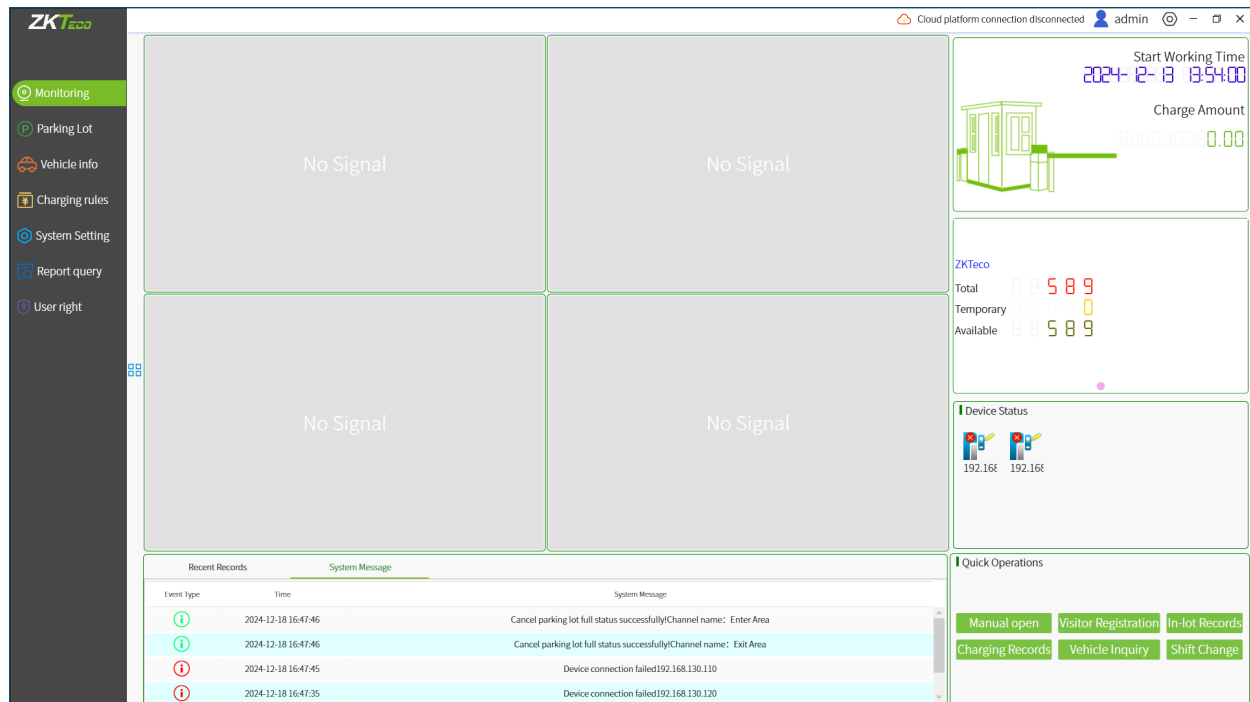 ZKTECO
Cloud platform connection disconnected
admin
Monitoring
Parking Lot
Vehicle info
Charging rules
System Setting
Report query
User right
No Signal
No Signal
No Signal
No Signal
Start Working Time
2024-12-13 13:54:00
Charge Amount
0.00
ZKTeco
Total 589
Temporary 0
Available 589
Device Status
192.168 192.168
Recent Records System Message
Event Type Time System Message
2024-12-18 16:47:46 Cancel parking lot full status successfully!Channel name: Enter Area
2024-12-18 16:47:46 Cancel parking lot full status successfully!Channel name: Exit Area
2024-12-18 16:47:45 Device connection failed192.168.130.110
2024-12-18 16:47:35 Device connection failed192.168.130.120
Quick Operations
Manual open Visitor Registration In-lot Records
Charging Records Vehicle Inquiry Shift Change